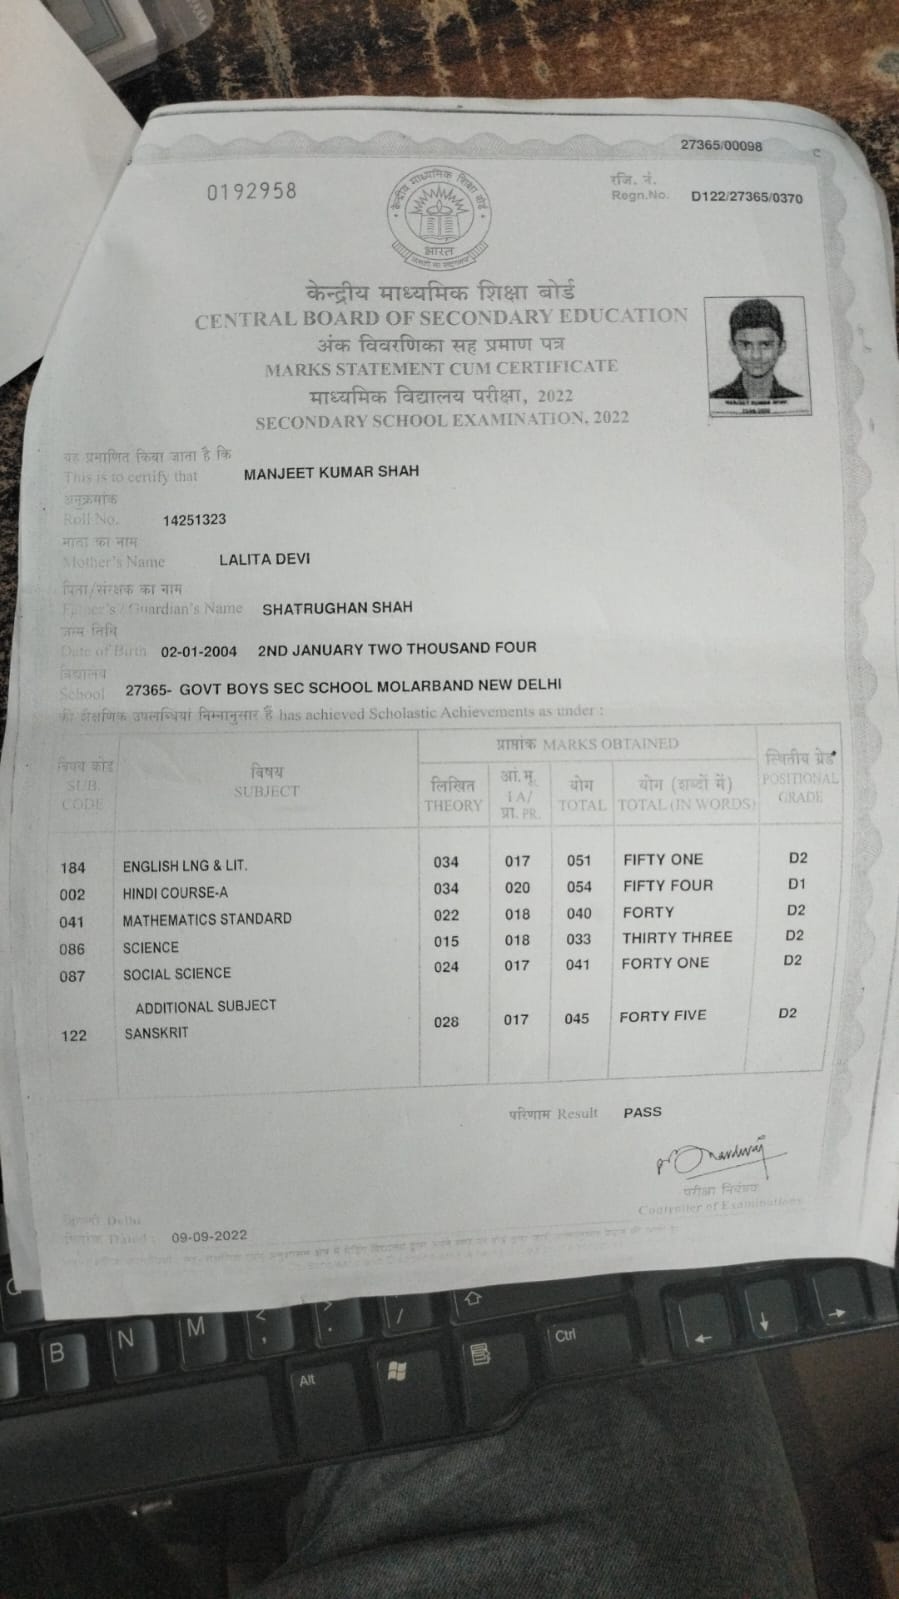 27365/00098
0192958
रजि. नं.
Regn.No. D122/27365/0370
केन्द्रीय माध्यमिक शिक्षा बोर्ड
भारत
केन्द्रीय माध्यमिक शिक्षा बोर्ड
CENTRAL BOARD OF SECONDARY EDUCATION
अंक विवरणिका सह प्रमाण पत्र
MARKS STATEMENT CUM CERTIFICATE
माध्यमिक विद्यालय परीक्षा, 2022
SECONDARY SCHOOL EXAMINATION, 2022
यह प्रमाणित किया जाता है कि
This is to certify that MANJEET KUMAR SHAH
अनुक्रमांक
Roll No. 14251323
माता का नाम
Mother's Name LALITA DEVI
पिता/संरक्षक का नाम
Father's / Guardian's Name SHATRUGHAN SHAH
जन्म तिथि
Date of Birth 02-01-2004 2ND JANUARY TWO THOUSAND FOUR
विद्यालय
School 27365- GOVT BOYS SEC SCHOOL MOLARBAND NEW DELHI
की शैक्षणिक उपलब्धियां निम्नानुसार हैं has achieved Scholastic Achievements as under :
विषय कोड SUB. CODE
विषय SUBJECT
प्राप्तांक MARKS OBTAINED
लिखित THEORY
आं.मू. IA/ प्रा. PR.
योग TOTAL
योग (शब्दों में) TOTAL (IN WORDS)
स्थितीय ग्रेड POSITIONAL GRADE
184 ENGLISH LNG & LIT. 034 017 051 FIFTY ONE D2
002 HINDI COURSE-A 034 020 054 FIFTY FOUR D1
041 MATHEMATICS STANDARD 022 018 040 FORTY D2
086 SCIENCE 015 018 033 THIRTY THREE D2
087 SOCIAL SCIENCE 024 017 041 FORTY ONE D2
ADDITIONAL SUBJECT
122 SANSKRIT 028 017 045 FORTY FIVE D2
परिणाम Result PASS
परीक्षा नियंत्रक
Controller of Examinations
Delhi
दिनांक Dated : 09-09-2022
B N M < , > . /
Alt Ctrl